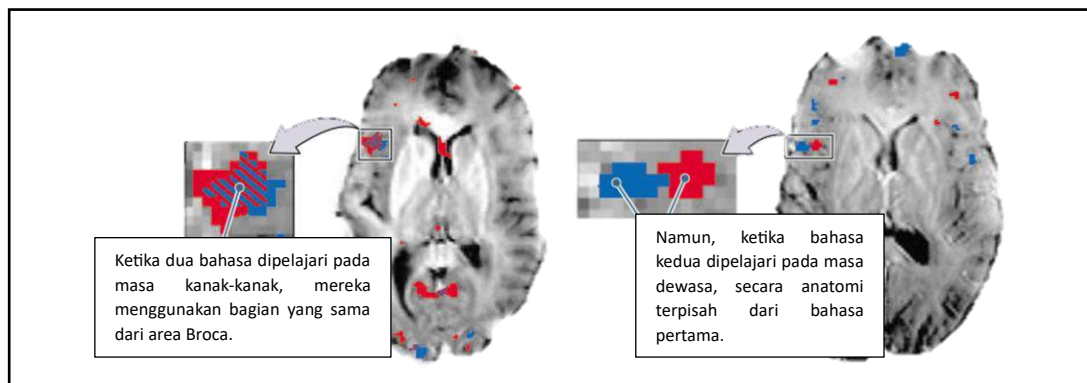 Ketika dua bahasa dipelajari pada
masa kanak-kanak, mereka
menggunakan bagian yang sama
dari area Broca.
Namun, ketika bahasa
kedua dipelajari pada masa
dewasa, secara anatomi
terpisah dari bahasa
pertama.